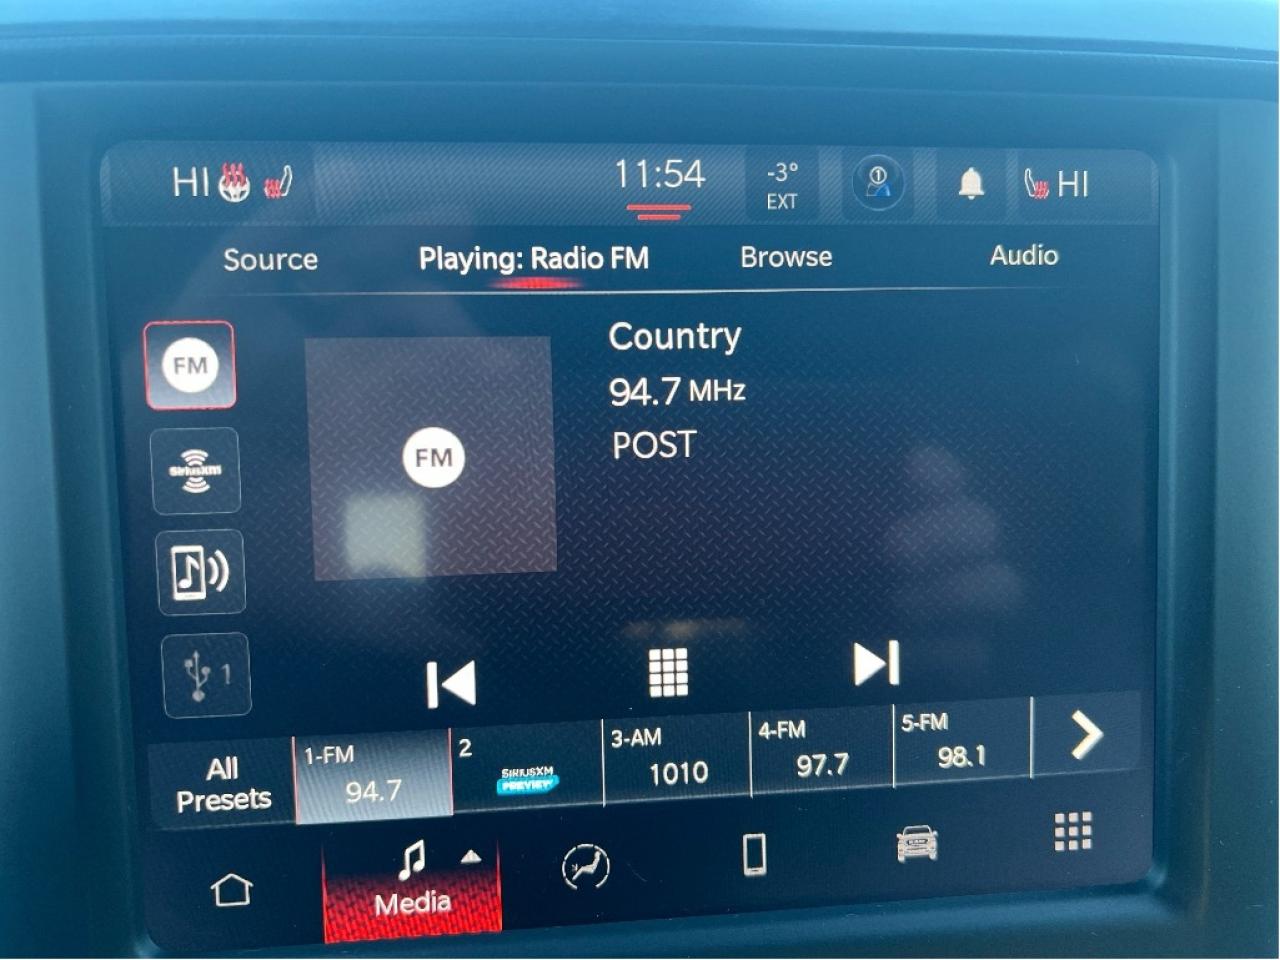 HI
11:54
-3°
EXT
1
HI
Source
Playing: Radio FM
Browse
Audio
FM
Country
94.7 MHz
FM
POST
SiriusXM
1
All
Presets
1-FM
94.7
2
SIRIUSXM
PREVIEW
3-AM
1010
4-FM
97.7
5-FM
98.1
Media